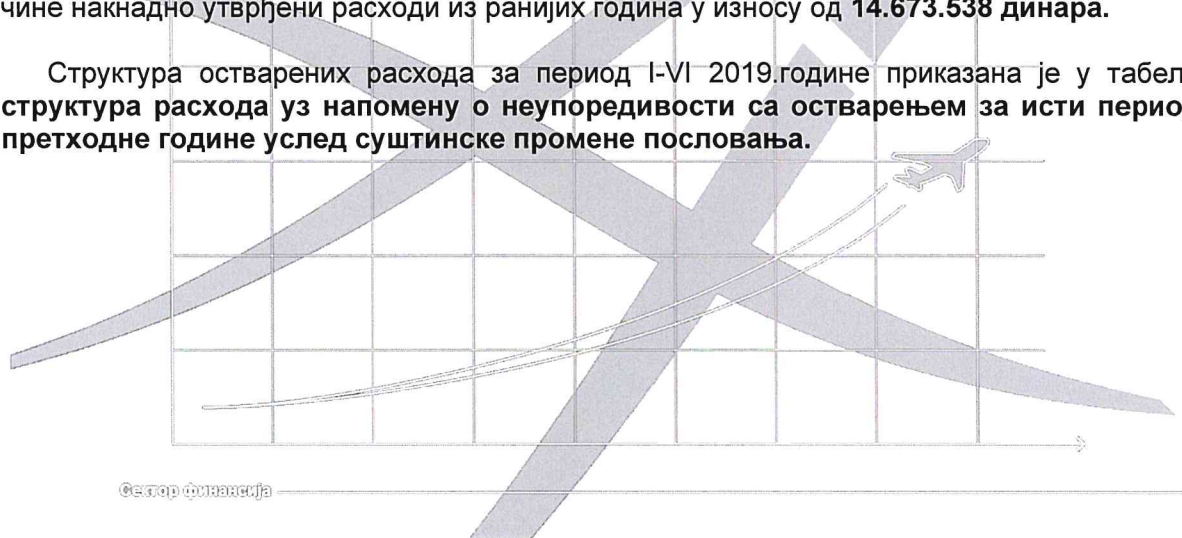 чине накнадно утврђени расходи из ранијих година у износу од 14.673.538 динара.
Структура остварених расхода за период I-VI 2019.године приказана је у табел
структура расхода уз напомену о неупоредивости са остварењем за исти перио
претходне године услед суштинске промене пословања.
Сектор финансија